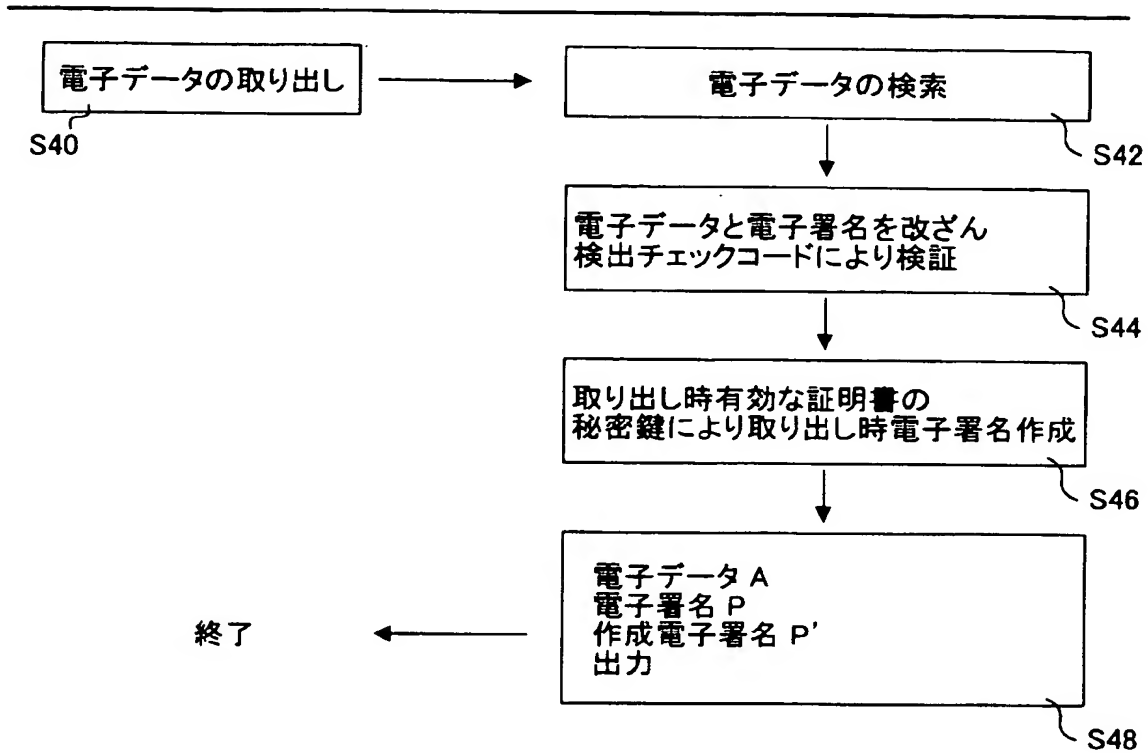 電子データの取り出し
S40
電子データの検索
S42
電子データと電子署名を改ざん
検出チェックコードにより検証
S44
取り出し時有効な証明書の
秘密鍵により取り出し時電子署名作成
S46
電子データ A
電子署名 P
作成電子署名 P'
出力
S48
終了